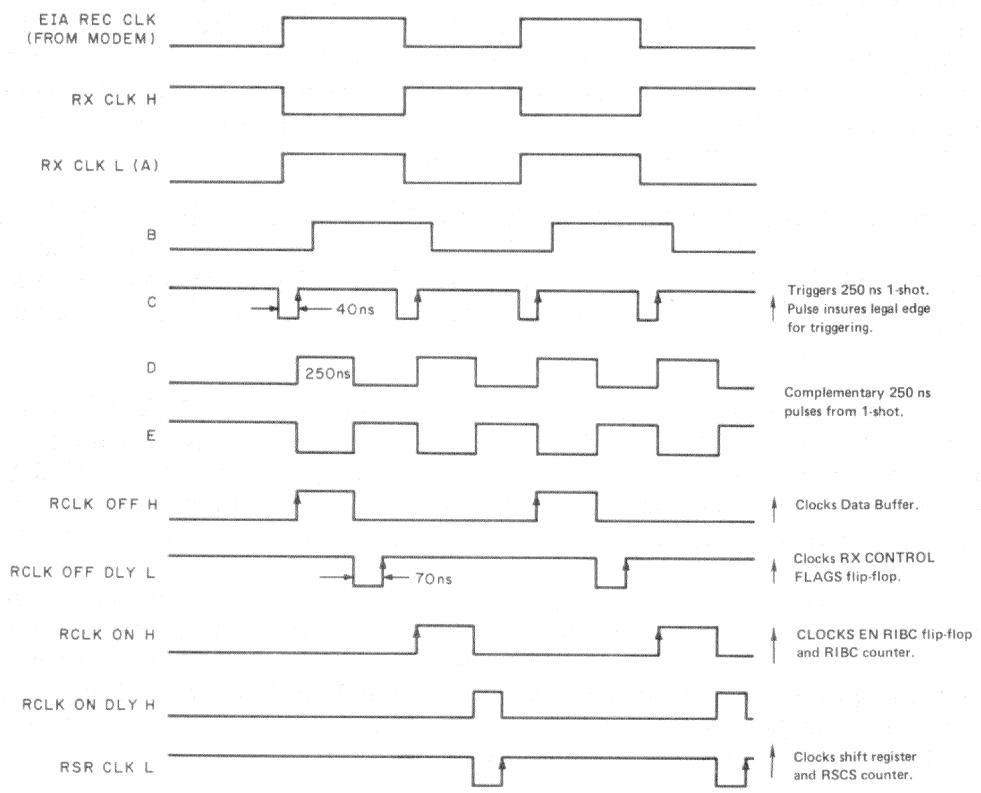 EIA REC CLK
(FROM MODEM)
RX CLK H
RX CLK L (A)
B
C
40ns
Triggers 250 ns 1-shot.
Pulse insures legal edge
for triggering.
D
250ns
Complementary 250 ns
pulses from 1-shot.
E
RCLK OFF H
Clocks Data Buffer.
RCLK OFF DLY L
70ns
Clocks RX CONTROL
FLAGS flip-flop.
RCLK ON H
CLOCKS EN RIBC flip-flop
and RIBC counter.
RCLK ON DLY H
RSR CLK L
Clocks shift register
and RSCS counter.